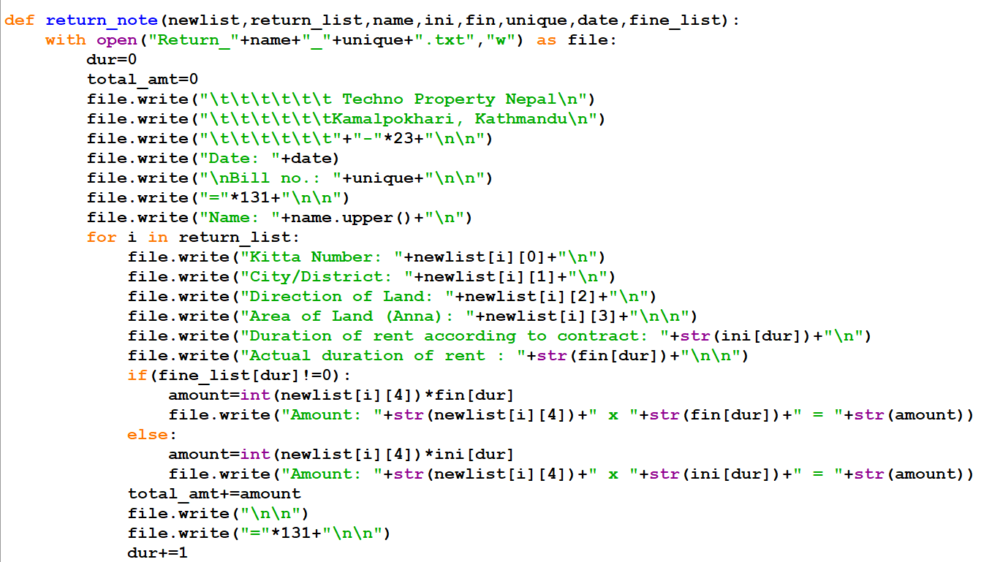 def return_note(newlist,return_list,name,ini,fin,unique,date,fine_list):
    with open("Return_"+name+"_"+unique+".txt","w") as file:
        dur=0
        total_amt=0
        file.write("\t\t\t\t\t\t Techno Property Nepal\n")
        file.write("\t\t\t\t\t\tKamalpokhari, Kathmandu\n")
        file.write("\t\t\t\t\t\t"+"-"*23+"\n\n")
        file.write("Date: "+date)
        file.write("\nBill no.: "+unique+"\n\n")
        file.write("="*131+"\n\n")
        file.write("Name: "+name.upper()+"\n")
        for i in return_list:
            file.write("Kitta Number: "+newlist[i][0]+"\n")
            file.write("City/District: "+newlist[i][1]+"\n")
            file.write("Direction of Land: "+newlist[i][2]+"\n")
            file.write("Area of Land (Anna): "+newlist[i][3]+"\n\n")
            file.write("Duration of rent according to contract: "+str(ini[dur])+"\n")
            file.write("Actual duration of rent : "+str(fin[dur])+"\n\n")
            if(fine_list[dur]!=0):
                amount=int(newlist[i][4])*fin[dur]
                file.write("Amount: "+str(newlist[i][4])+" x "+str(fin[dur])+" = "+str(amount))
            else:
                amount=int(newlist[i][4])*ini[dur]
                file.write("Amount: "+str(newlist[i][4])+" x "+str(ini[dur])+" = "+str(amount))
            total_amt+=amount
            file.write("\n\n")
            file.write("="*131+"\n\n")
            dur+=1